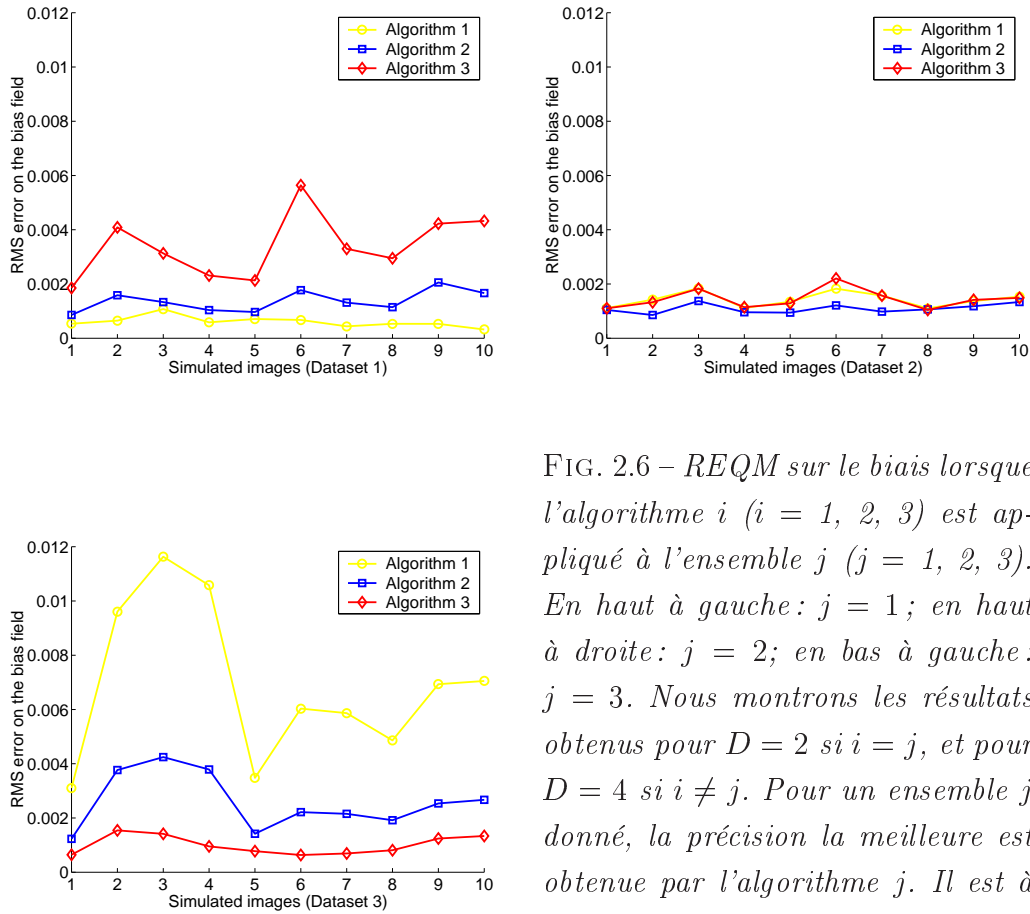 0.012
0.01
0.008
0.006
0.004
0.002
0
RMS error on the bias field
Algorithm 1
Algorithm 2
Algorithm 3
1 2 3 4 5 6 7 8 9 10
Simulated images (Dataset 1)
0.012
0.01
0.008
0.006
0.004
0.002
0
RMS error on the bias field
Algorithm 1
Algorithm 2
Algorithm 3
1 2 3 4 5 6 7 8 9 10
Simulated images (Dataset 2)
0.012
0.01
0.008
0.006
0.004
0.002
0
RMS error on the bias field
Algorithm 1
Algorithm 2
Algorithm 3
1 2 3 4 5 6 7 8 9 10
Simulated images (Dataset 3)
FIG. 2.6 – REQM sur le biais lorsque
l'algorithme i (i = 1, 2, 3) est ap-
pliqué à l'ensemble j (j = 1, 2, 3).
En haut à gauche : j = 1 ; en haut
à droite : j = 2; en bas à gauche :
j = 3. Nous montrons les résultats
obtenus pour D = 2 si i = j, et pour
D = 4 si i ≠ j. Pour un ensemble j
donné, la précision la meilleure est
obtenue par l'algorithme j. Il est à